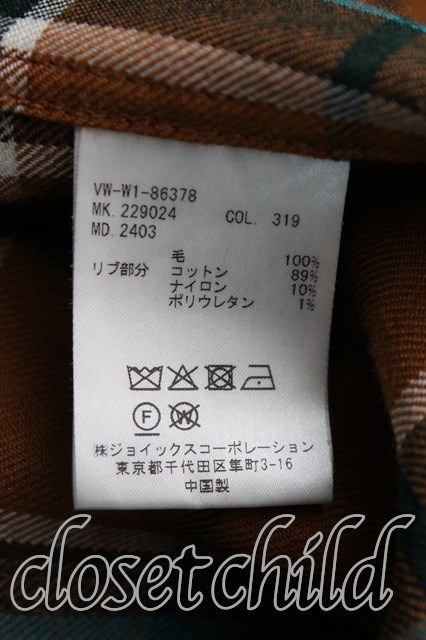 VW-W1-86378
MK. 229024 COL. 319
MD. 2403
毛 100%
リブ部分 コットン 89%
ナイロン 10%
ポリウレタン 1%
F W
㈱ジョイックスコーポレーション
東京都千代田区隼町3-16
中国製
closetchild